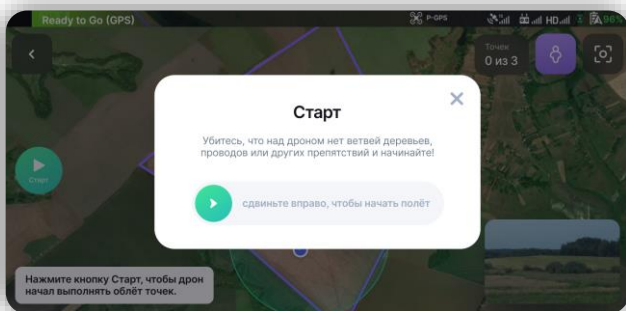 Ready to Go (GPS)
P-GPS
HD
96%
Точек
0 из 3
Старт
Убитесь, что над дроном нет ветвей деревьев,
проводов или других препятствий и начинайте!
сдвиньте вправо, чтобы начать полёт
Старт
Нажмите кнопку Старт, чтобы дрон
начал выполнять облёт точек.